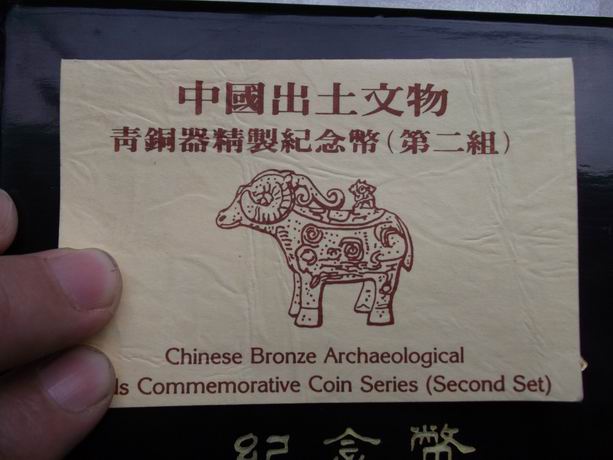 中國出土文物
青銅器精製紀念幣(第二組)
Chinese Bronze Archaeological
Commemorative Coin Series (Second Set)
紀念幣